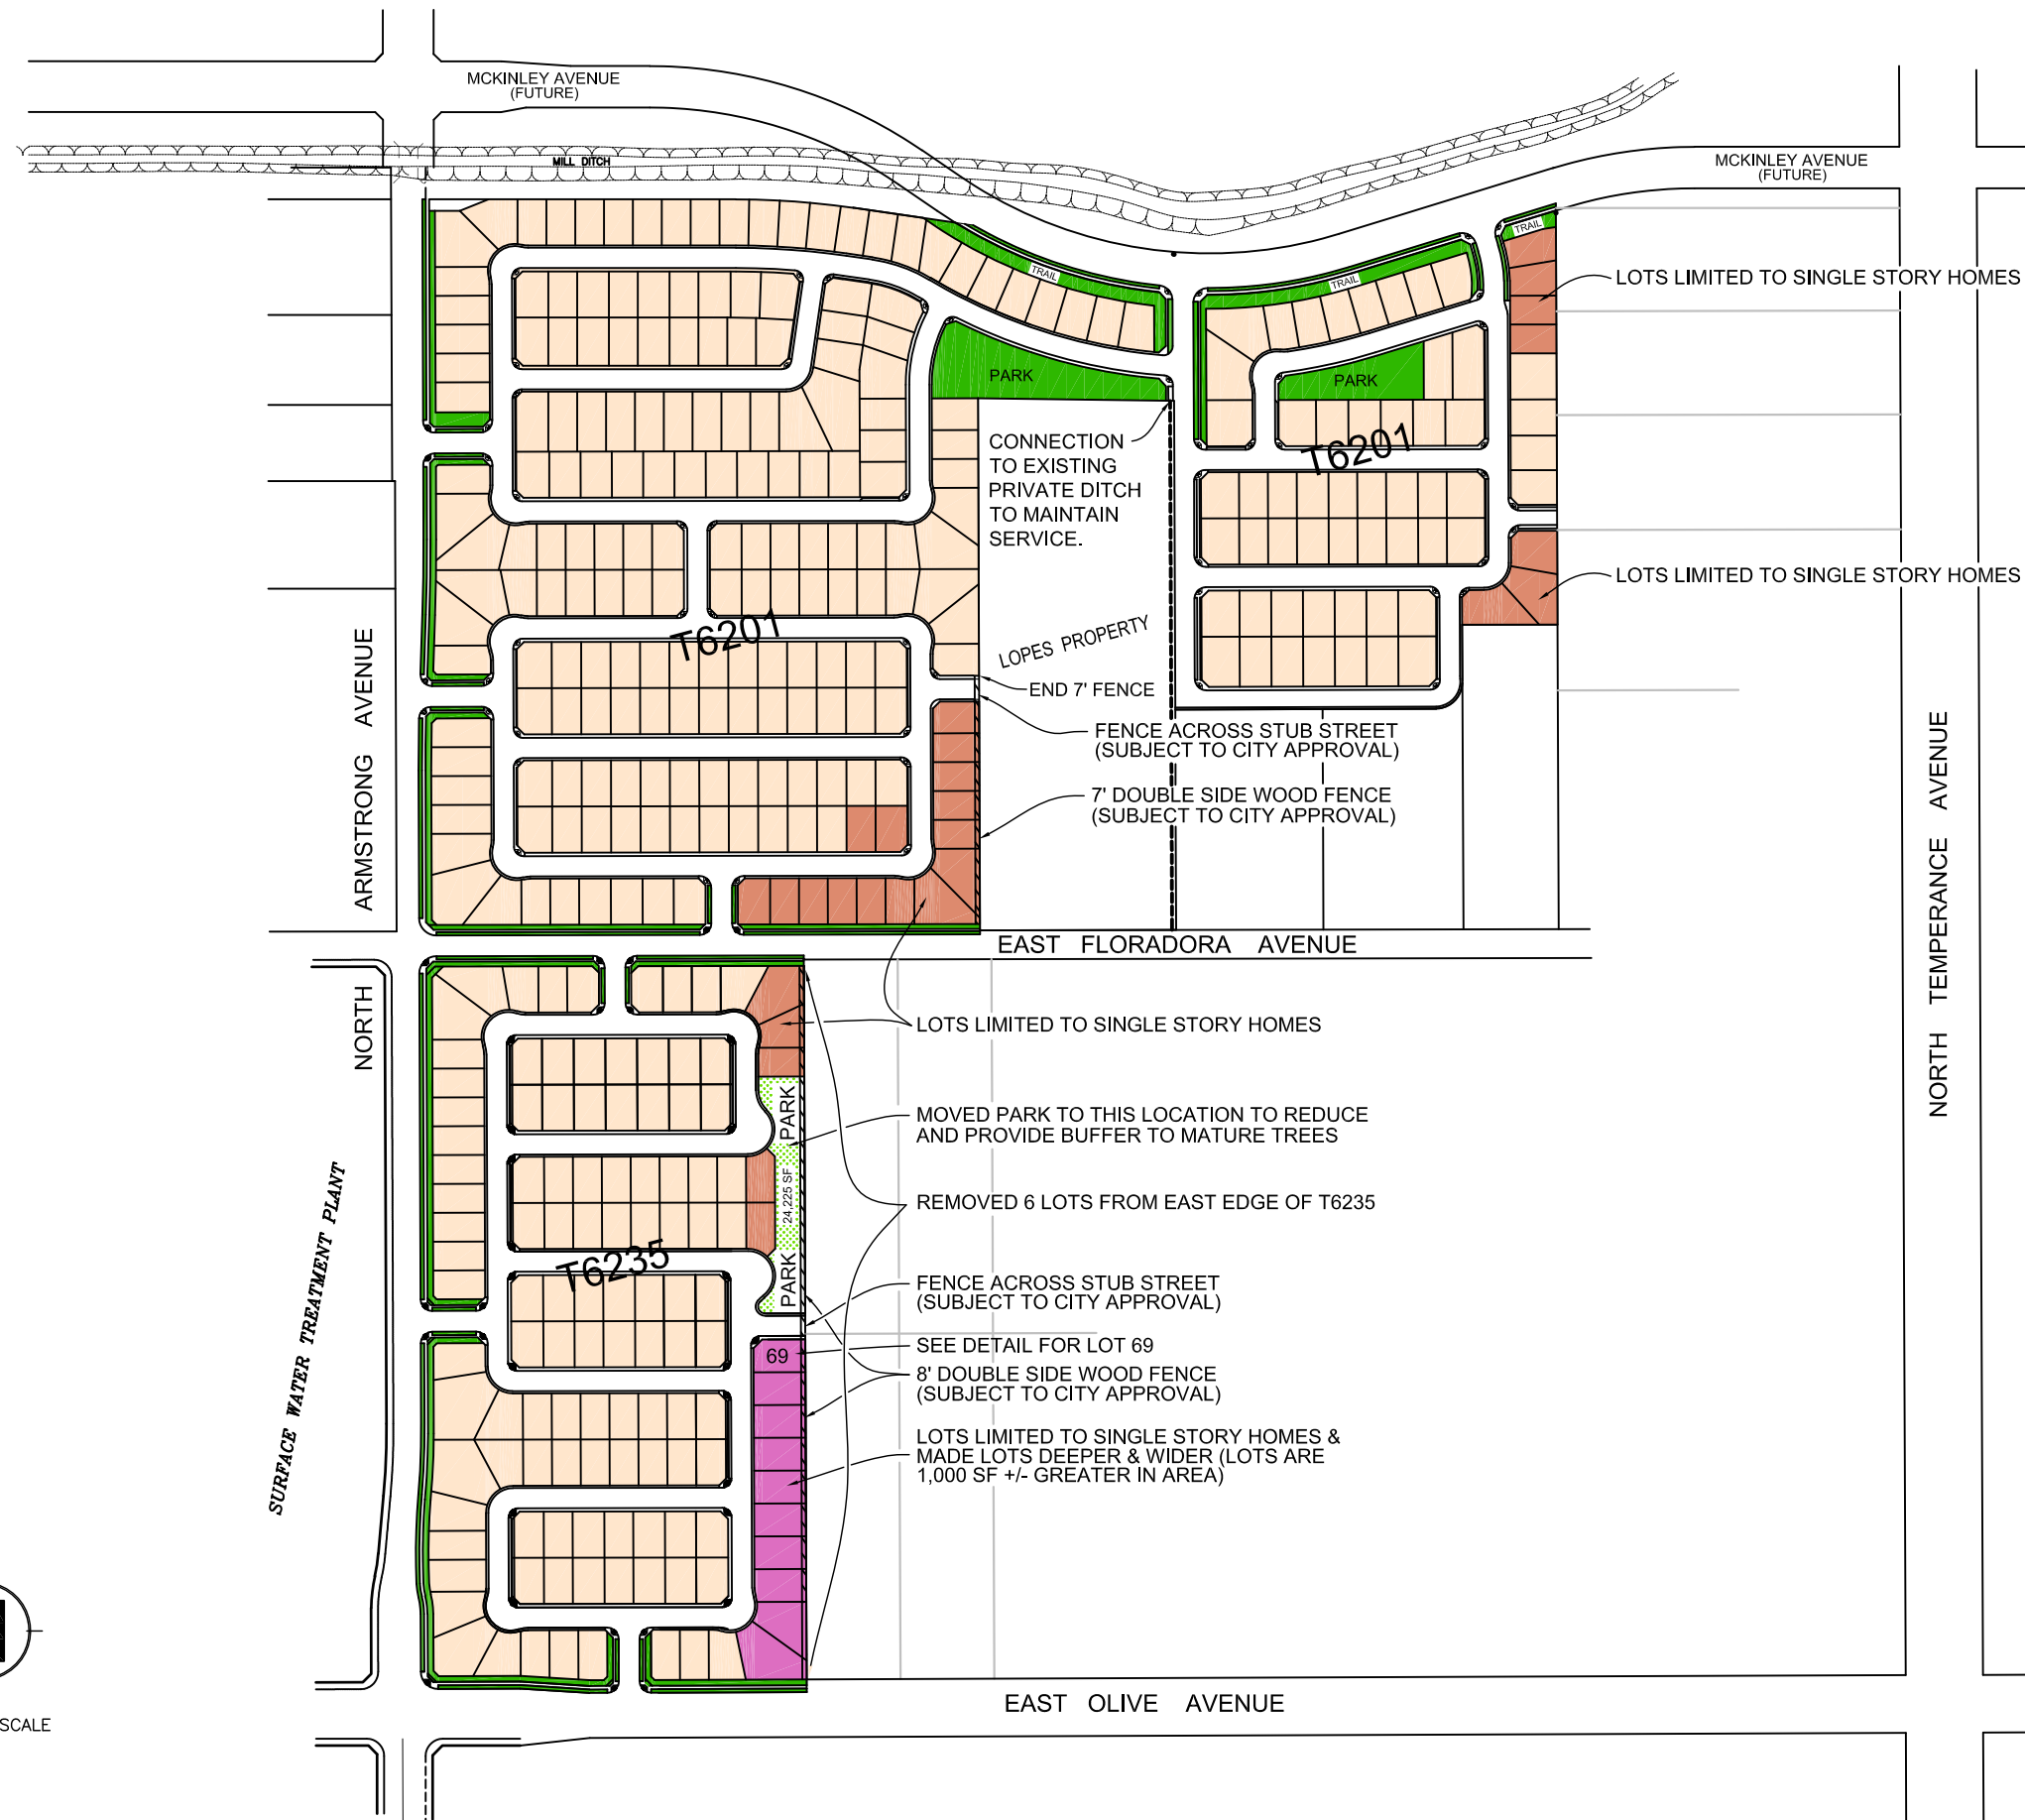 MCKINLEY AVENUE
(FUTURE)
MILL DITCH
MCKINLEY AVENUE
(FUTURE)
TRAIL
TRAIL
TRAIL
LOTS LIMITED TO SINGLE STORY HOMES
PARK
PARK
CONNECTION
TO EXISTING
PRIVATE DITCH
TO MAINTAIN
SERVICE.
T6201
LOTS LIMITED TO SINGLE STORY HOMES
T6201
LOPES PROPERTY
END 7' FENCE
FENCE ACROSS STUB STREET
(SUBJECT TO CITY APPROVAL)
7' DOUBLE SIDE WOOD FENCE
(SUBJECT TO CITY APPROVAL)
NORTH ARMSTRONG AVENUE
NORTH TEMPERANCE AVENUE
EAST FLORADORA AVENUE
LOTS LIMITED TO SINGLE STORY HOMES
PARK
MOVED PARK TO THIS LOCATION TO REDUCE
AND PROVIDE BUFFER TO MATURE TREES
24,225 SF
REMOVED 6 LOTS FROM EAST EDGE OF T6235
SURFACE WATER TREATMENT PLANT
T6235
PARK
FENCE ACROSS STUB STREET
(SUBJECT TO CITY APPROVAL)
69
SEE DETAIL FOR LOT 69
8' DOUBLE SIDE WOOD FENCE
(SUBJECT TO CITY APPROVAL)
LOTS LIMITED TO SINGLE STORY HOMES &
MADE LOTS DEEPER & WIDER (LOTS ARE
1,000 SF +/- GREATER IN AREA)
EAST OLIVE AVENUE
SCALE